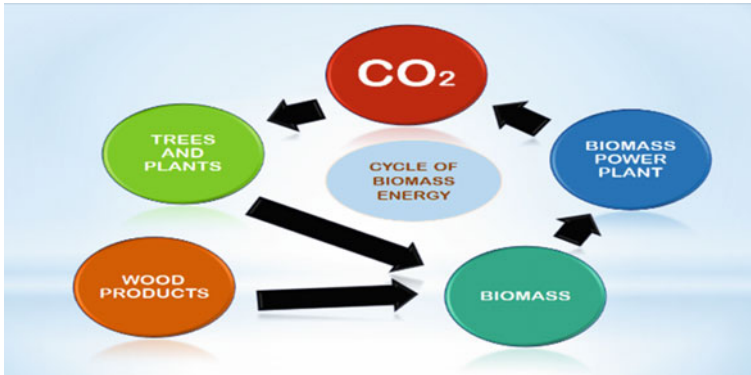 CO₂
TREES
AND
PLANTS
CYCLE OF
BIOMASS
ENERGY
BIOMASS
POWER
PLANT
WOOD
PRODUCTS
BIOMASS